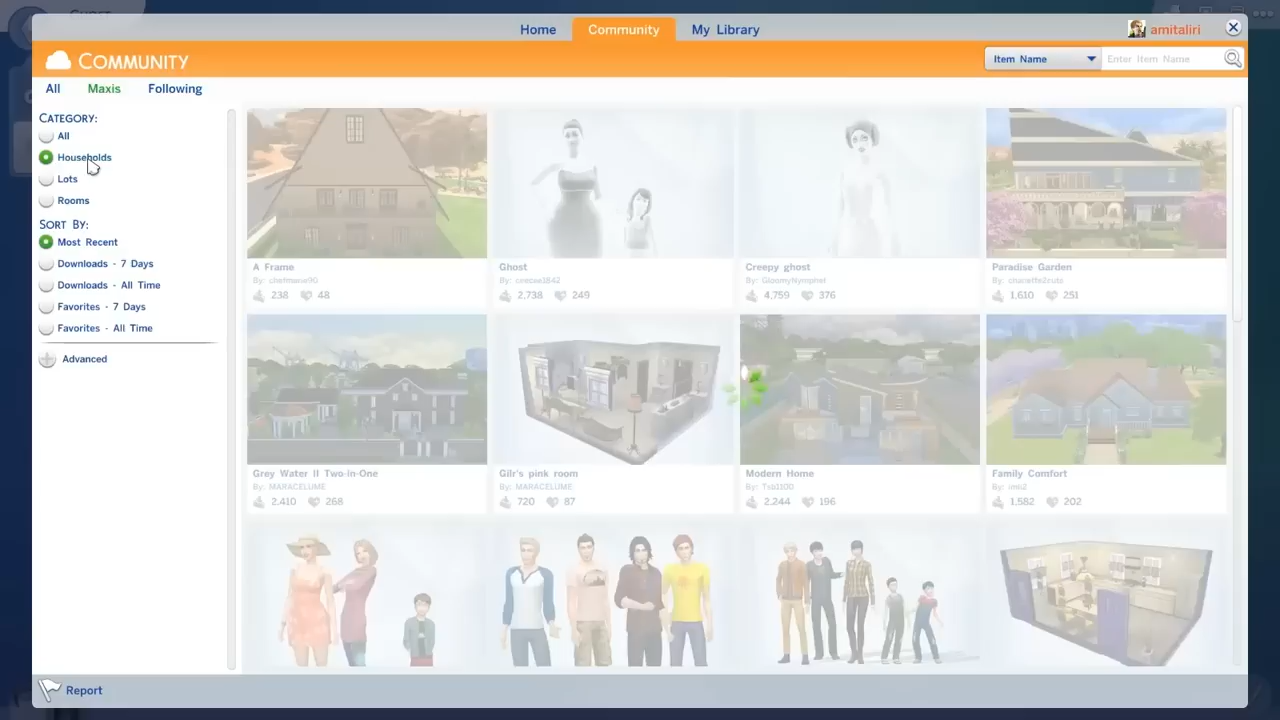 Home Community My Library amitaliri
COMMUNITY Item Name Enter Item Name
All Maxis Following
CATEGORY:
All
Households
Lots
Rooms
SORT BY:
Most Recent
Downloads - 7 Days
Downloads - All Time
Favorites - 7 Days
Favorites - All Time
Advanced
A Frame
238 48
Ghost
2,738 249
Creepy ghost
By: GloomyNympher
4,759 376
Paradise Garden
1,610 251
Grey Water II Two-in-One
By: MARACELUME
2,410 268
Gilr's pink room
By: MARACELUME
720 87
Modern Home
By: Tsb1100
2,244 196
Family Comfort
1,582 202
Report